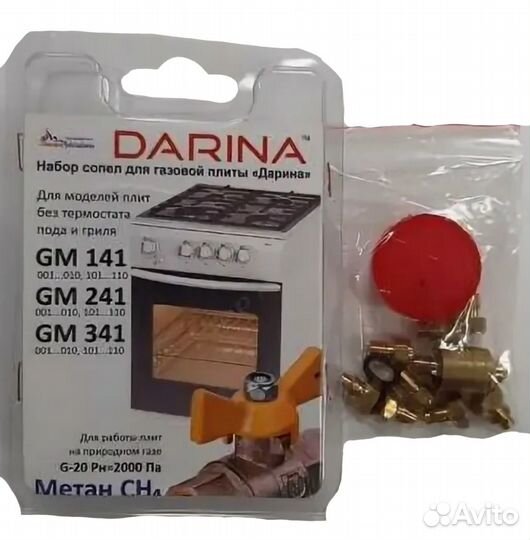 DARINA
Набор сопел для газовой плиты «Дарина»
Для моделей плит
без термостата
пода и гриля
GM 141
001...010, 101...110
GM 241
001...010, 101...110
GM 341
001...010, 101...110
Для работы плит
на природном газе
G-20 Рн=2000 Па
Метан CH₄
Avito